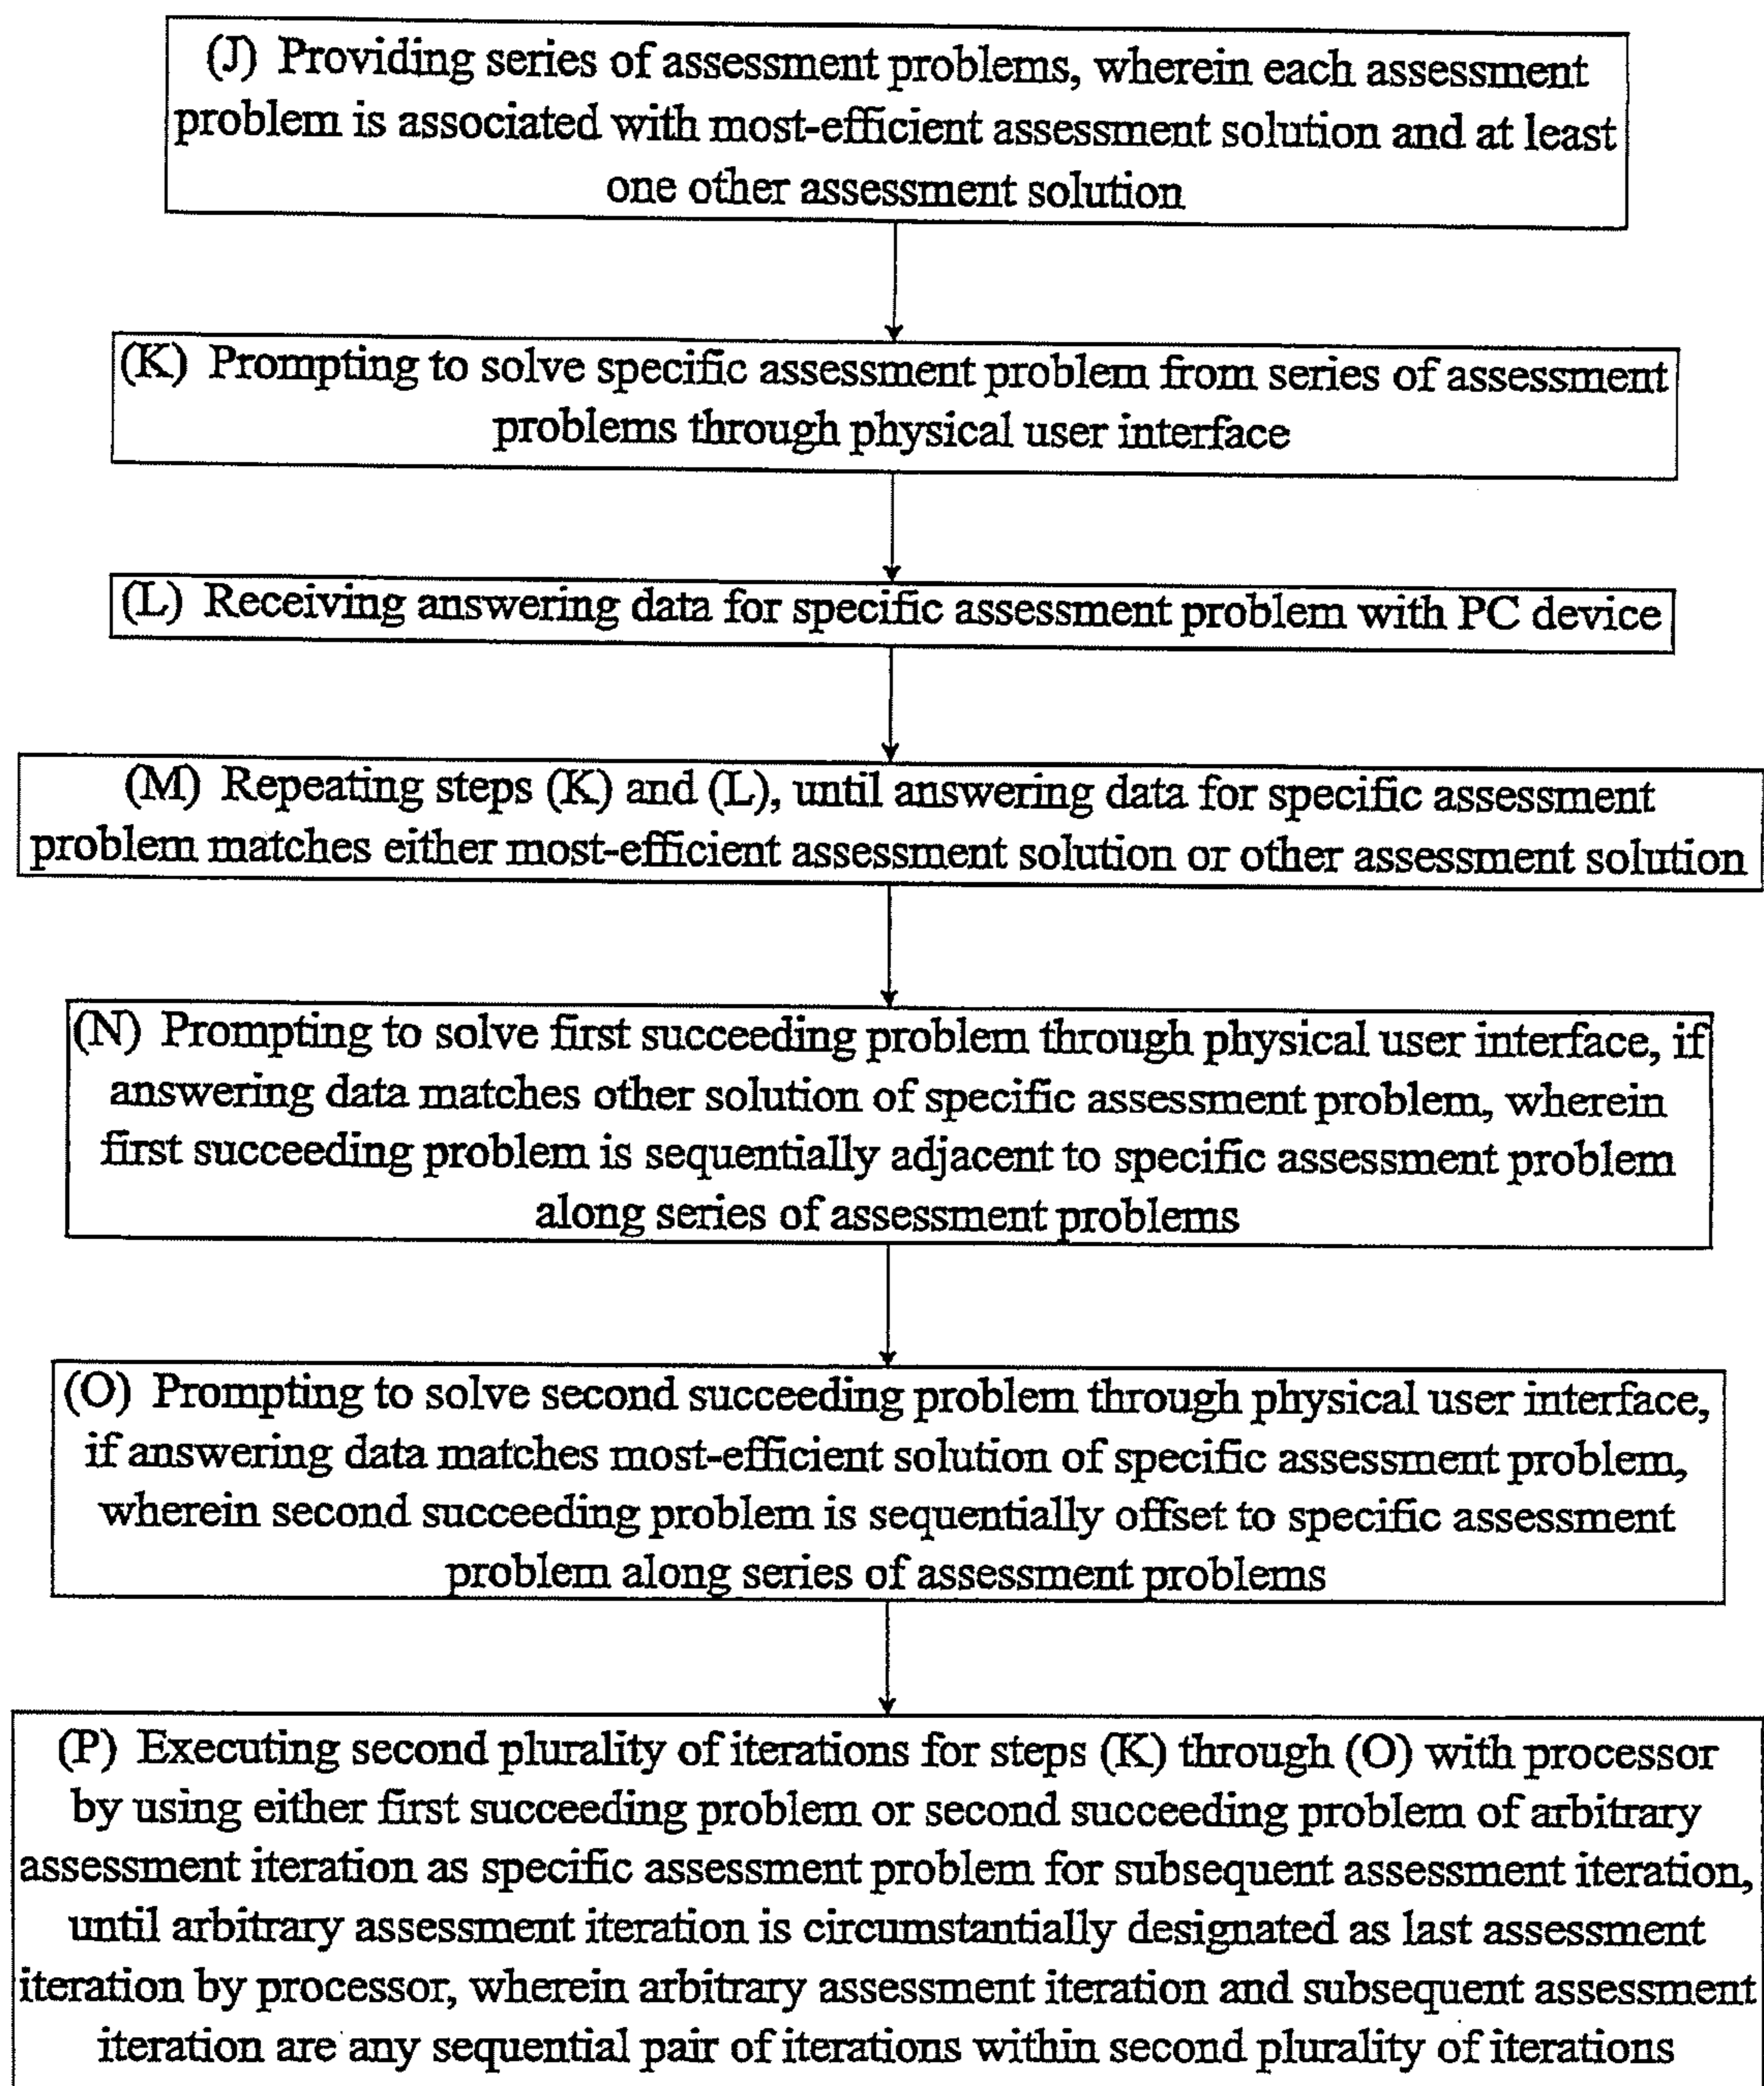 (J) Providing series of assessment problems, wherein each assessment
problem is associated with most-efficient assessment solution and at least
one other assessment solution
(K) Prompting to solve specific assessment problem from series of assessment
problems through physical user interface
(L) Receiving answering data for specific assessment problem with PC device
(M) Repeating steps (K) and (L), until answering data for specific assessment
problem matches either most-efficient assessment solution or other assessment solution
(N) Prompting to solve first succeeding problem through physical user interface, if
answering data matches other solution of specific assessment problem, wherein
first succeeding problem is sequentially adjacent to specific assessment problem
along series of assessment problems
(O) Prompting to solve second succeeding problem through physical user interface,
if answering data matches most-efficient solution of specific assessment problem,
wherein second succeeding problem is sequentially offset to specific assessment
problem along series of assessment problems
(P) Executing second plurality of iterations for steps (K) through (O) with processor
by using either first succeeding problem or second succeeding problem of arbitrary
assessment iteration as specific assessment problem for subsequent assessment iteration,
until arbitrary assessment iteration is circumstantially designated as last assessment
iteration by processor, wherein arbitrary assessment iteration and subsequent assessment
iteration are any sequential pair of iterations within second plurality of iterations